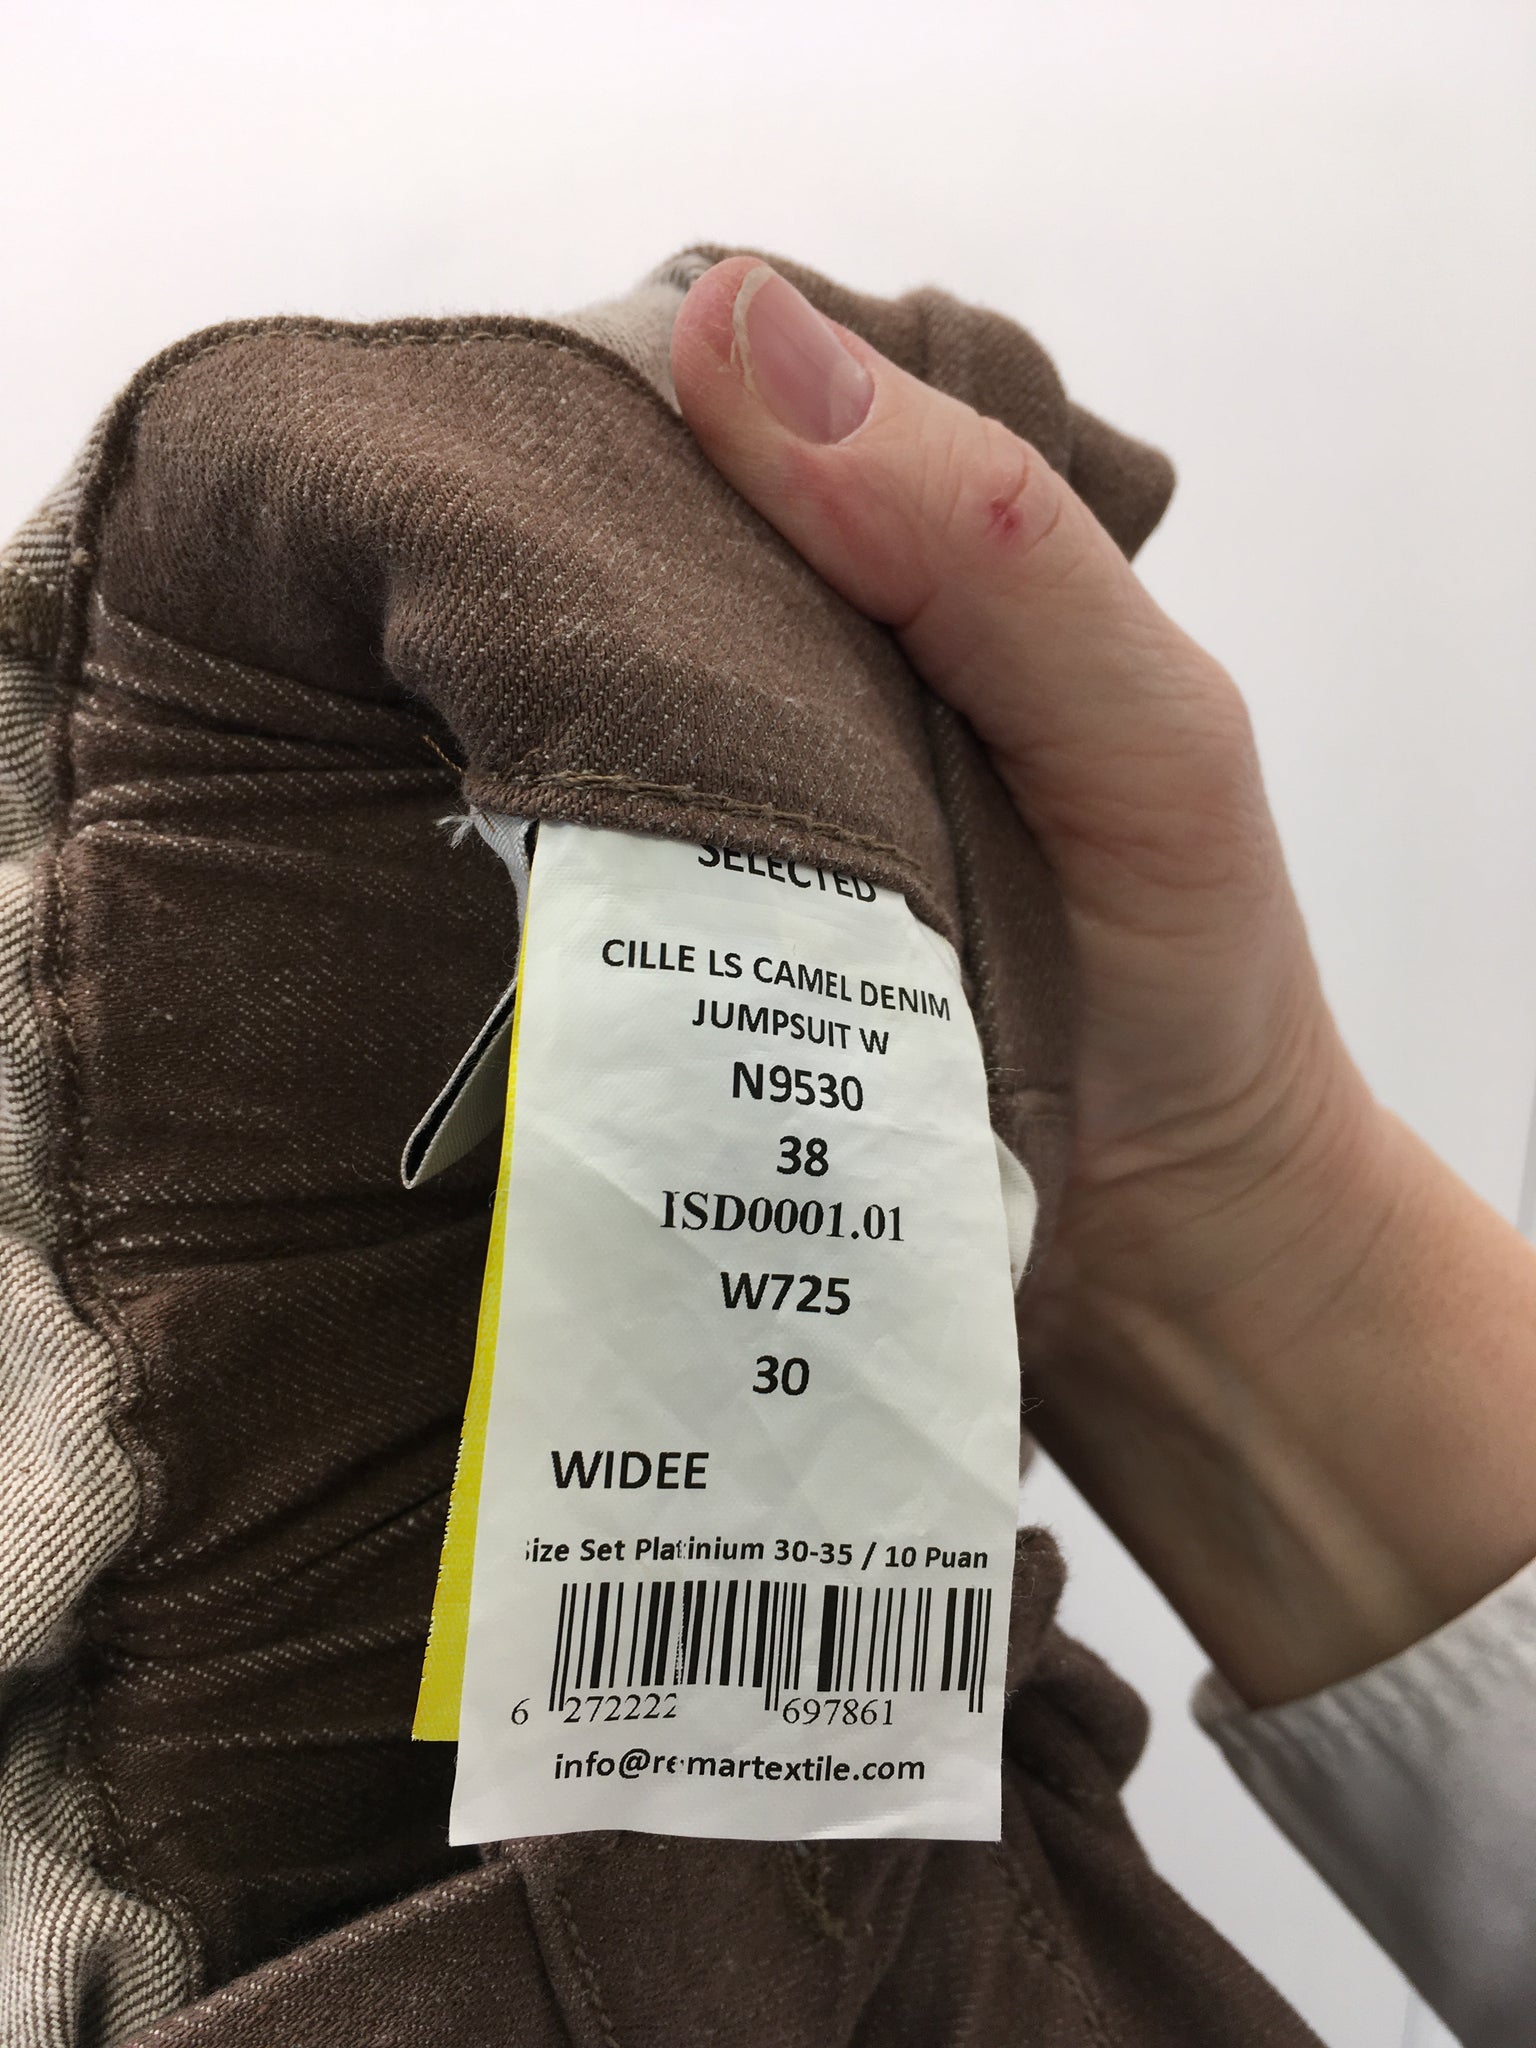 SELECTED
CILLE LS CAMEL DENIM
JUMPSUIT W
N9530
38
ISD0001.01
W725
30
WIDEE
Size Set Platinium 30-35 / 10 Puan
6 272222 697861
info@remartextile.com